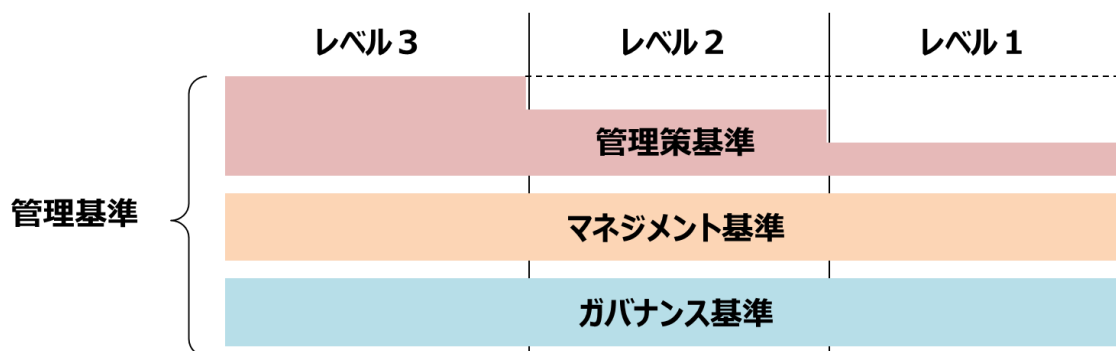 レベル３
レベル２
レベル１
管理策基準
管理基準
マネジメント基準
ガバナンス基準